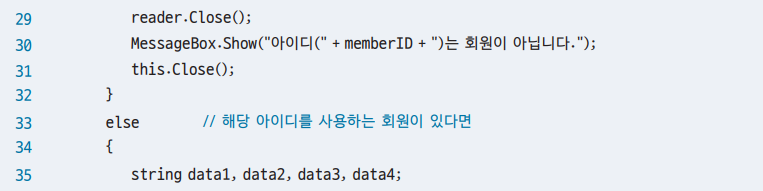 29 reader.Close();
30 MessageBox.Show("아이디(" + memberID + ")는 회원이 아닙니다.");
31 this.Close();
32 }
33 else // 해당 아이디를 사용하는 회원이 있다면
34 {
35 string data1, data2, data3, data4;